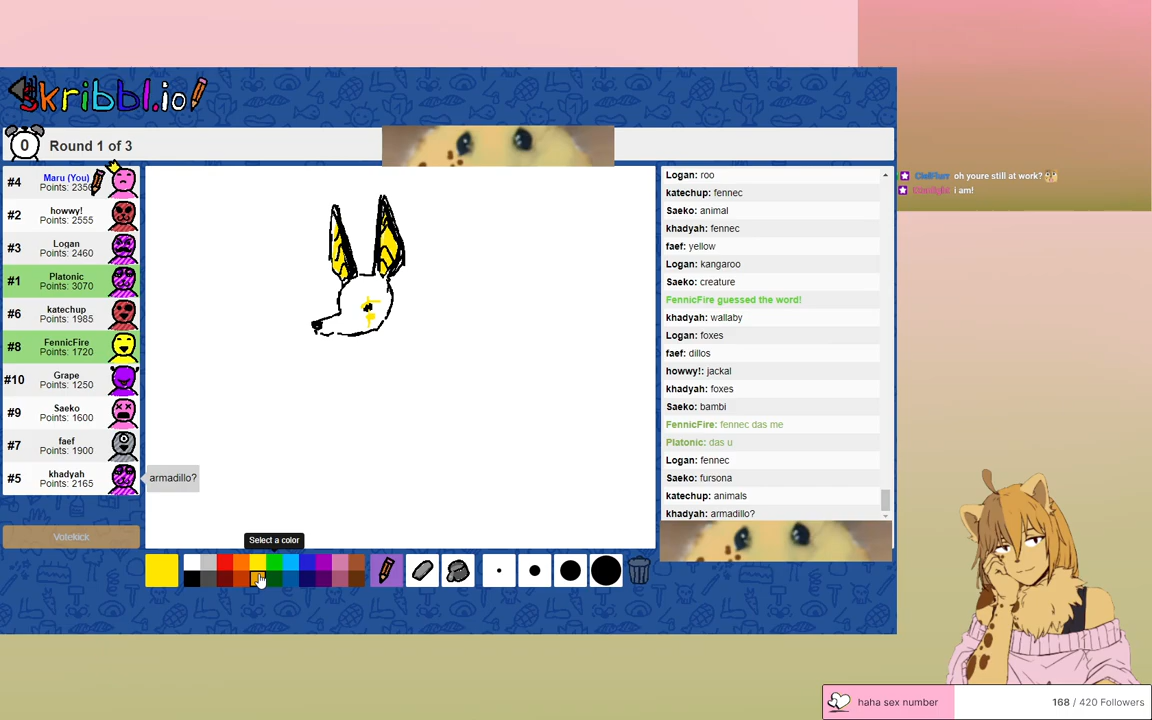 skribbl.io
0
Round 1 of 3
#4
Maru (You)
Points: 2350
#2
howwy!
Points: 2555
#3
Logan
Points: 2460
#1
Platonic
Points: 3070
#6
katechup
Points: 1985
#8
FennicFire
Points: 1720
#10
Grape
Points: 1250
#9
Saeko
Points: 1600
#7
faef
Points: 1900
#5
khadyah
Points: 2165
armadillo?
Votekick
Select a color
Logan: roo
katechup: fennec
Saeko: animal
khadyah: fennec
faef: yellow
Logan: kangaroo
Saeko: creature
FennicFire guessed the word!
khadyah: wallaby
Logan: foxes
faef: dillos
howwy!: jackal
khadyah: foxes
Saeko: bambi
FennicFire: fennec das me
Platonic: das u
Logan: fennec
Saeko: fursona
katechup: animals
khadyah: armadillo?
oh youre still at work?
i am!
haha sex number
168 / 420 Followers